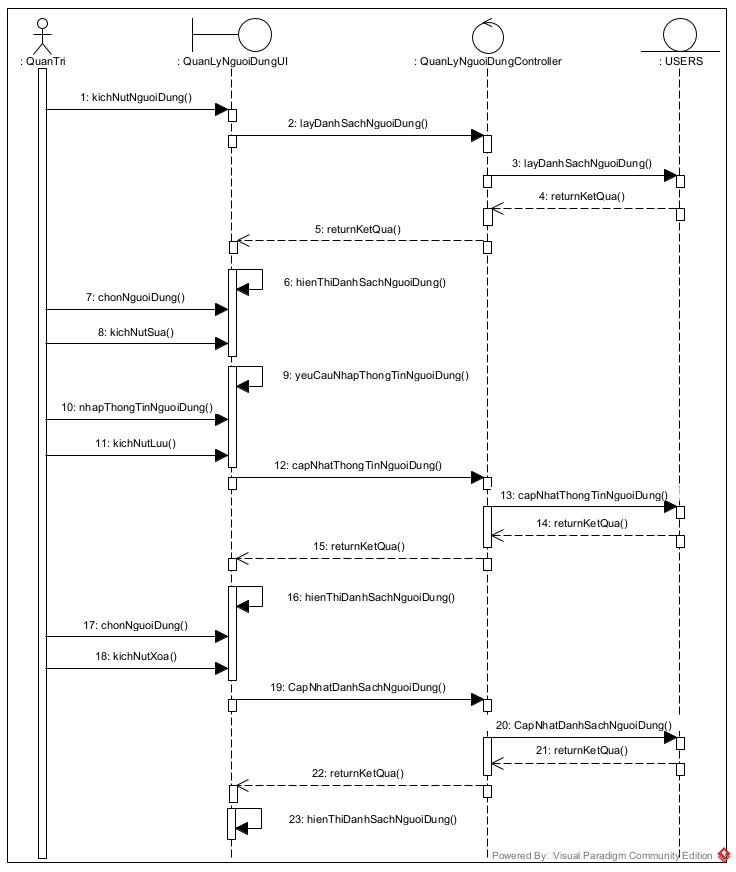 : QuanTri
: QuanLyNguoiDungUI
: QuanLyNguoiDungController
: USERS
1: kichNutNguoiDung()
2: layDanhSachNguoiDung()
3: layDanhSachNguoiDung()
4: returnKetQua()
5: returnKetQua()
6: hienThiDanhSachNguoiDung()
7: chonNguoiDung()
8: kichNutSua()
9: yeuCauNhapThongTinNguoiDung()
10: nhapThongTinNguoiDung()
11: kichNutLuu()
12: capNhatThongTinNguoiDung()
13: capNhatThongTinNguoiDung()
14: returnKetQua()
15: returnKetQua()
16: hienThiDanhSachNguoiDung()
17: chonNguoiDung()
18: kichNutXoa()
19: CapNhatDanhSachNguoiDung()
20: CapNhatDanhSachNguoiDung()
21: returnKetQua()
22: returnKetQua()
23: hienThiDanhSachNguoiDung()
Powered By Visual Paradigm Community Edition